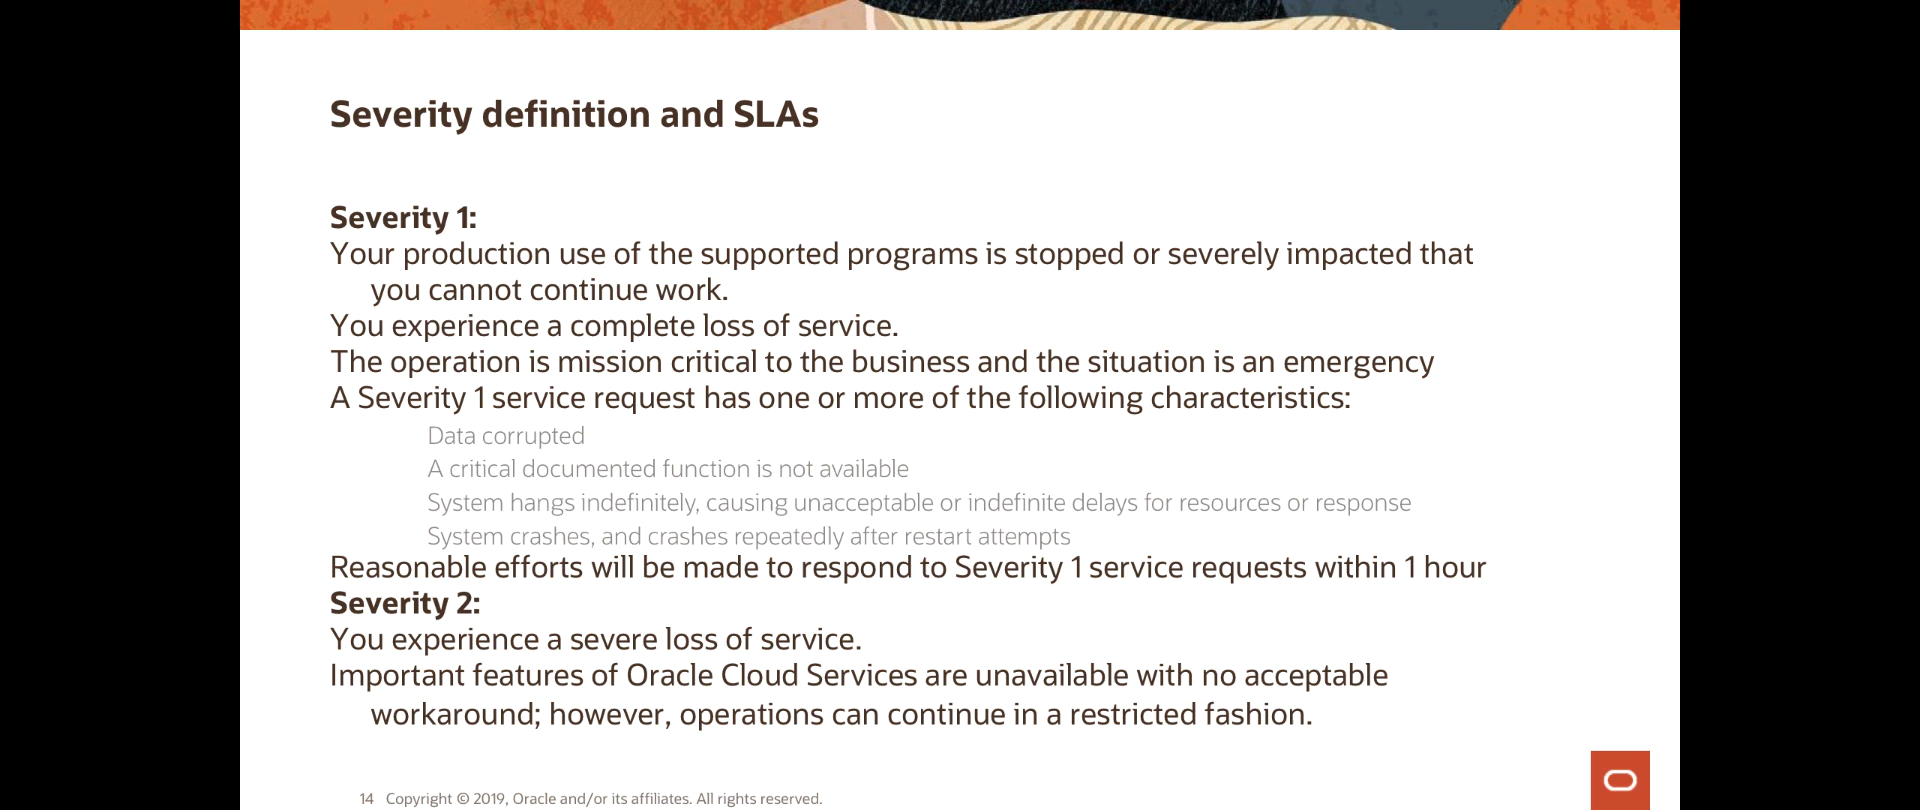 Severity definition and SLAs
Severity 1:
Your production use of the supported programs is stopped or severely impacted that
you cannot continue work.
You experience a complete loss of service.
The operation is mission critical to the business and the situation is an emergency
A Severity 1 service request has one or more of the following characteristics:
Data corrupted
A critical documented function is not available
System hangs indefinitely, causing unacceptable or indefinite delays for resources or response
System crashes, and crashes repeatedly after restart attempts
Reasonable efforts will be made to respond to Severity 1 service requests within 1 hour
Severity 2:
You experience a severe loss of service.
Important features of Oracle Cloud Services are unavailable with no acceptable
workaround; however, operations can continue in a restricted fashion.
14 Copyright © 2019, Oracle and/or its affiliates. All rights reserved.